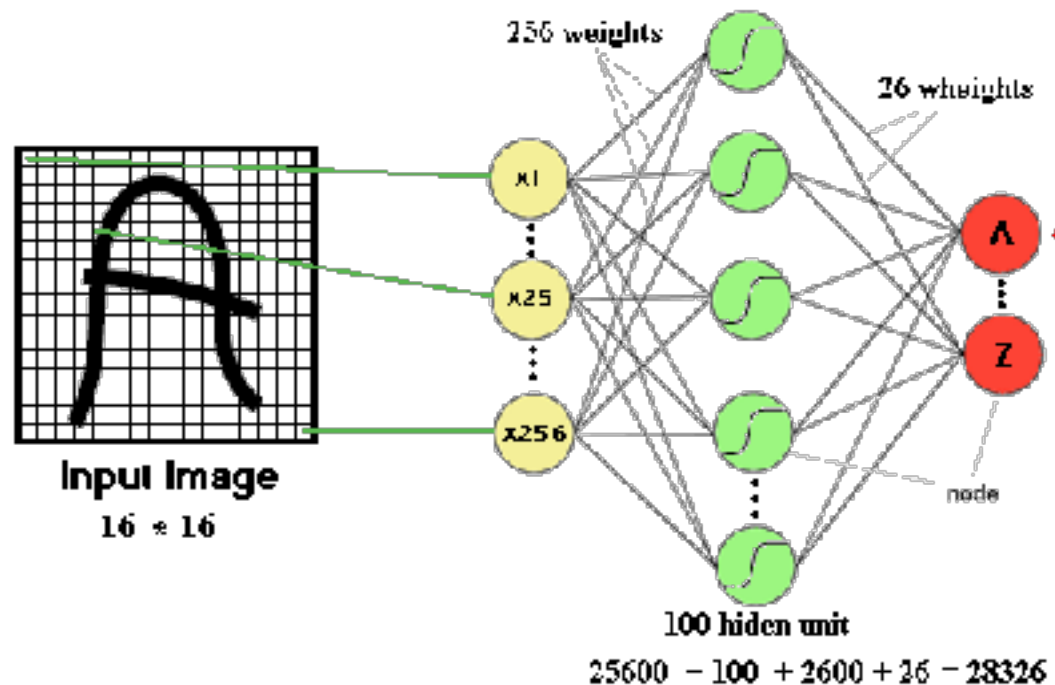 256 weights
26 wheights
x1
x25
x256
A
Z
node
Input Image
16 * 16
100 hiden unit
25600 - 100 + 2600 + 26 - 28326